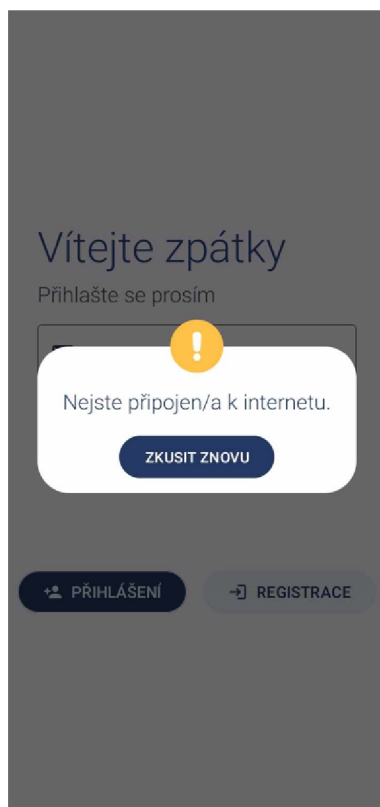 Vítejte zpátky
Přihlašte se prosím
!
Nejste připojen/a k internetu.
ZKUSIT ZNOVU
PŘIHLÁŠENÍ
REGISTRACE